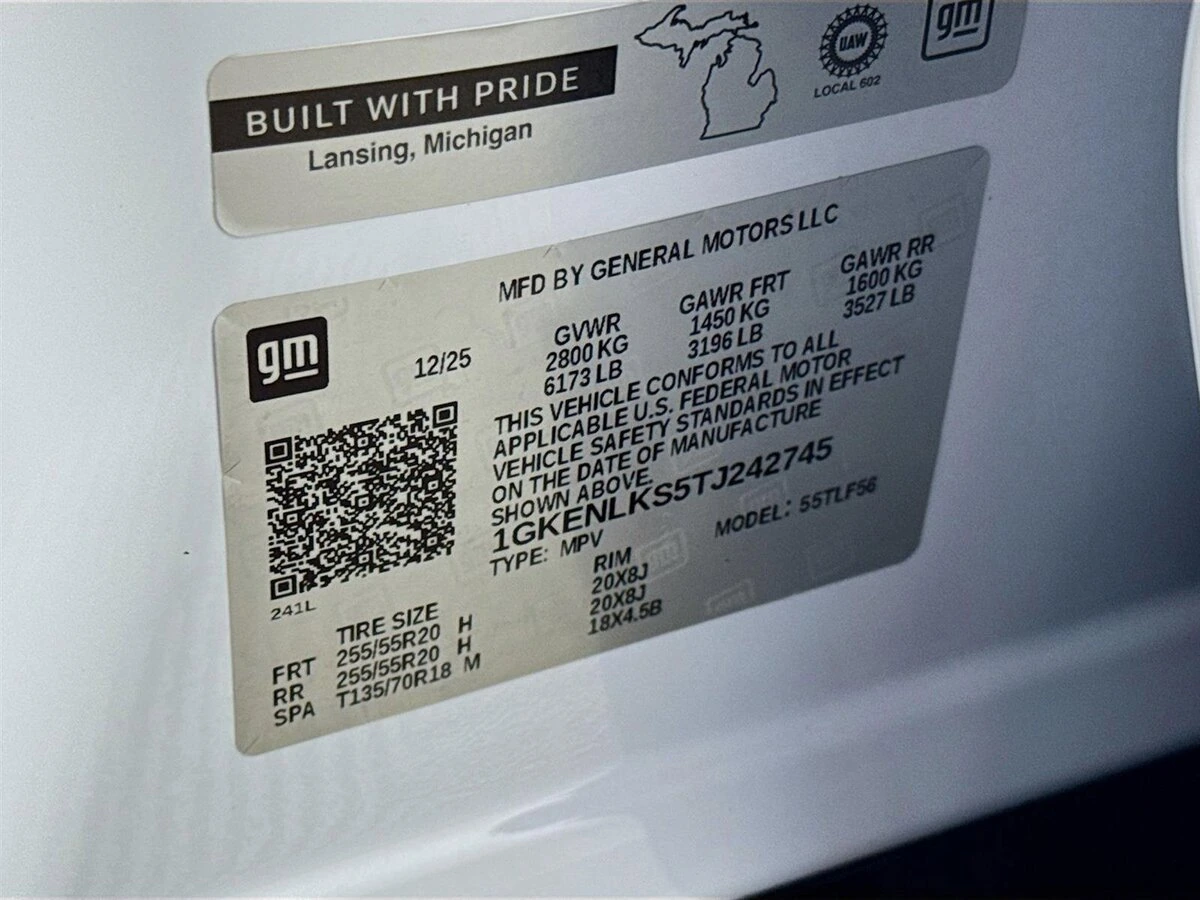 BUILT WITH PRIDE
Lansing, Michigan
UAW
LOCAL 602
gm
MFD BY GENERAL MOTORS LLC
gm
12/25
GVWR GAWR FRT GAWR RR
2800 KG 1450 KG 1600 KG
6173 LB 3196 LB 3527 LB
THIS VEHICLE CONFORMS TO ALL
APPLICABLE U.S. FEDERAL MOTOR
VEHICLE SAFETY STANDARDS IN EFFECT
ON THE DATE OF MANUFACTURE
SHOWN ABOVE.
1GKENLKS5TJ242745
TYPE: MPV MODEL: 55TLF56
241L
TIRE SIZE RIM
FRT 255/55R20 H 20X8J
RR 255/55R20 H 20X8J
SPA T135/70R18 M 18X4.5B